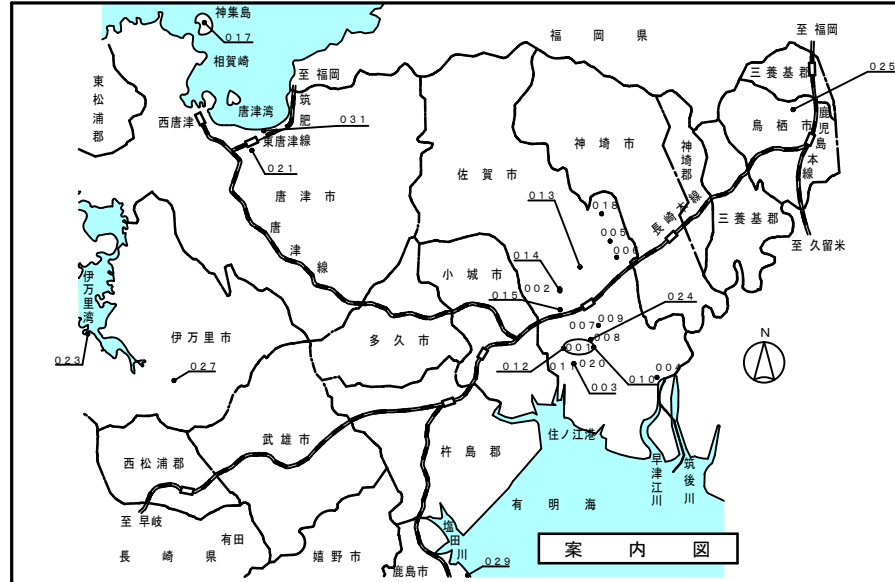 神集島
017
相賀崎
至 福岡
福岡県
至 福岡
三養基郡
025
東松浦郡
唐津湾
筑肥線
西唐津
031
東唐津
021
鳥栖市
鹿児島本線
神埼市
神埼郡
佐賀市
唐津市
013
018
長崎本線
三養基郡
005
006
至 久留米
唐津線
014
小城市
002
015
伊万里湾
024
009
007
伊万里市
多久市
008
001
N
023
027
012
004
020
010
003
住ノ江港
武雄市
杵島郡
西松浦郡
早津江川
筑後川
有明海
至 早岐
有田
塩田川
案内図
長崎県
嬉野市
鹿島市
029